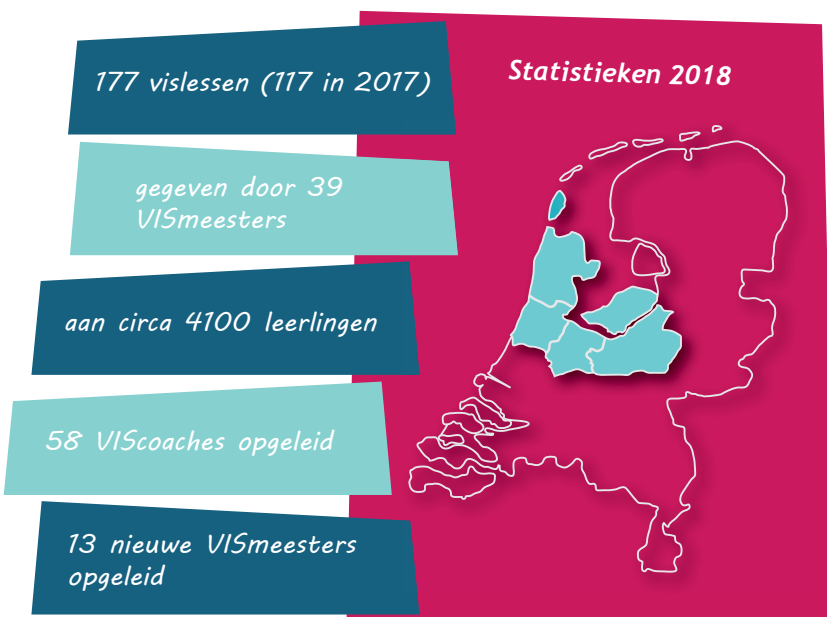 Statistieken 2018
177 vislessen (117 in 2017)
gegeven door 39
VISmeesters
aan circa 4100 leerlingen
58 VIScoaches opgeleid
13 nieuwe VISmeesters
opgeleid